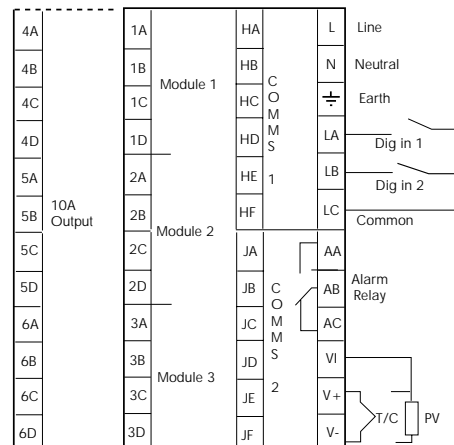 4A 1A HA L Line
4B 1B HB N Neutral
4C 1C HC Earth
4D 1D HD LA Dig in 1
5A 2A HE LB Dig in 2
5B 2B HF LC Common
5C 2C JA AA
5D 2D JB AB
6A 3A JC AC
6B 3B JD VI
6C 3C JE V+
6D 3D JF V-
10A
Output
Module 1
Module 2
Module 3
COMMS 1
COMMS 2
Alarm
Relay
T/C PV